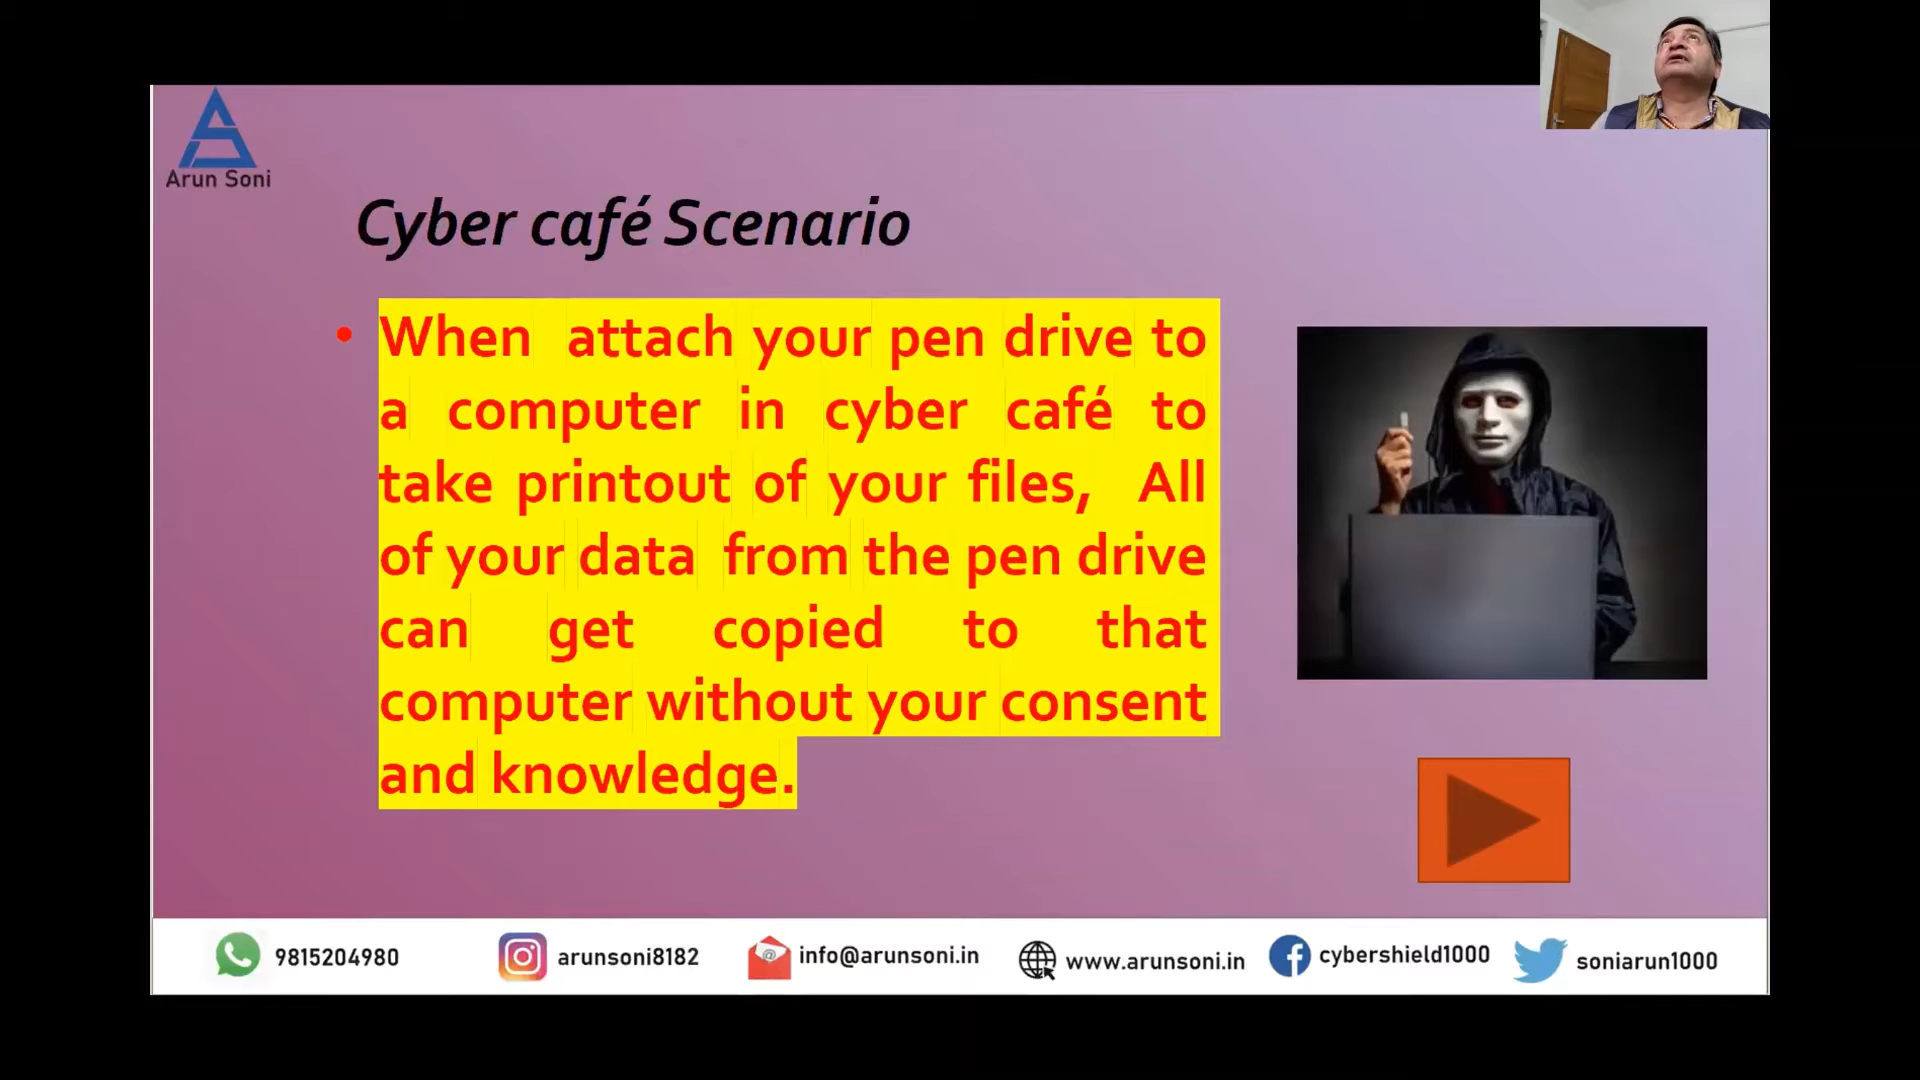 Arun Soni
Cyber café Scenario
• When attach your pen drive to
a computer in cyber café to
take printout of your files, All
of your data from the pen drive
can get copied to that
computer without your consent
and knowledge.
9815204980
arunsoni8182
info@arunsoni.in
www.arunsoni.in
cybershield1000
soniarun1000